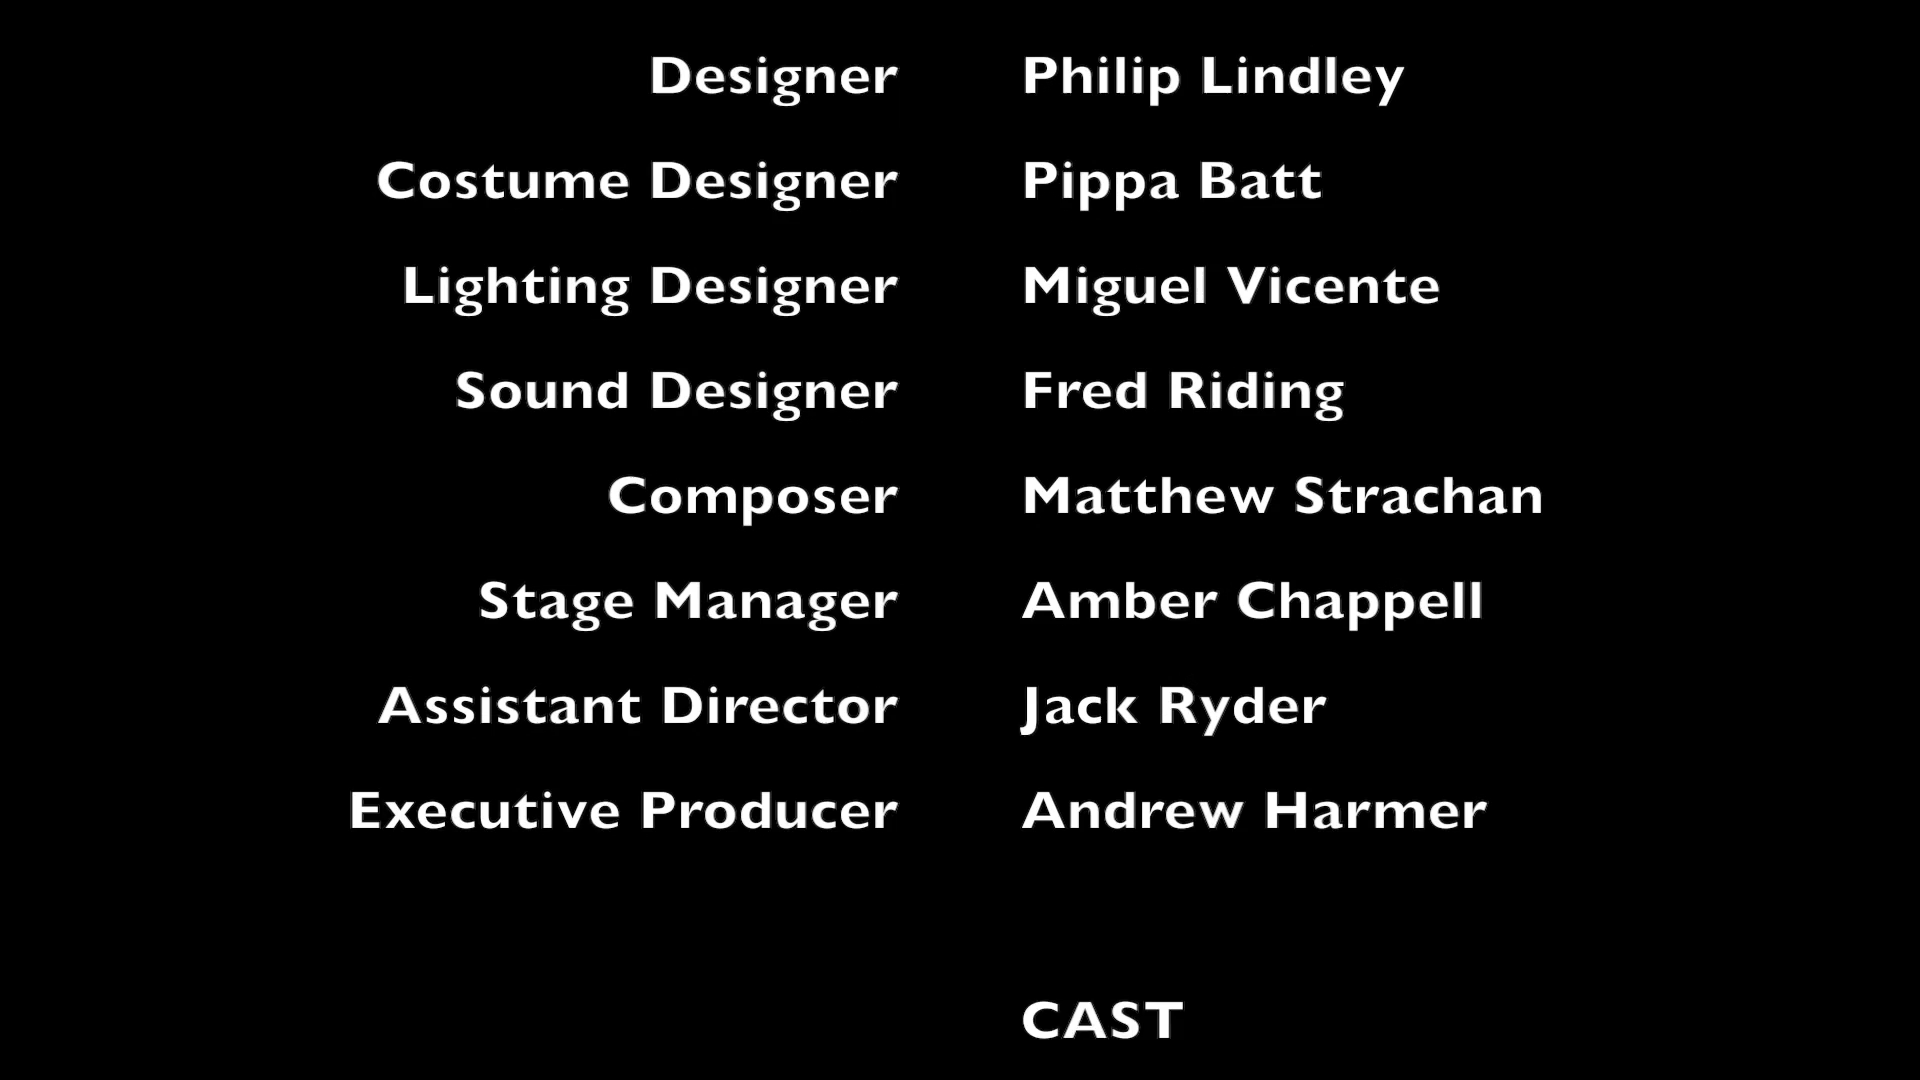 Designer Philip Lindley
Costume Designer Pippa Batt
Lighting Designer Miguel Vicente
Sound Designer Fred Riding
Composer Matthew Strachan
Stage Manager Amber Chappell
Assistant Director Jack Ryder
Executive Producer Andrew Harmer
CAST